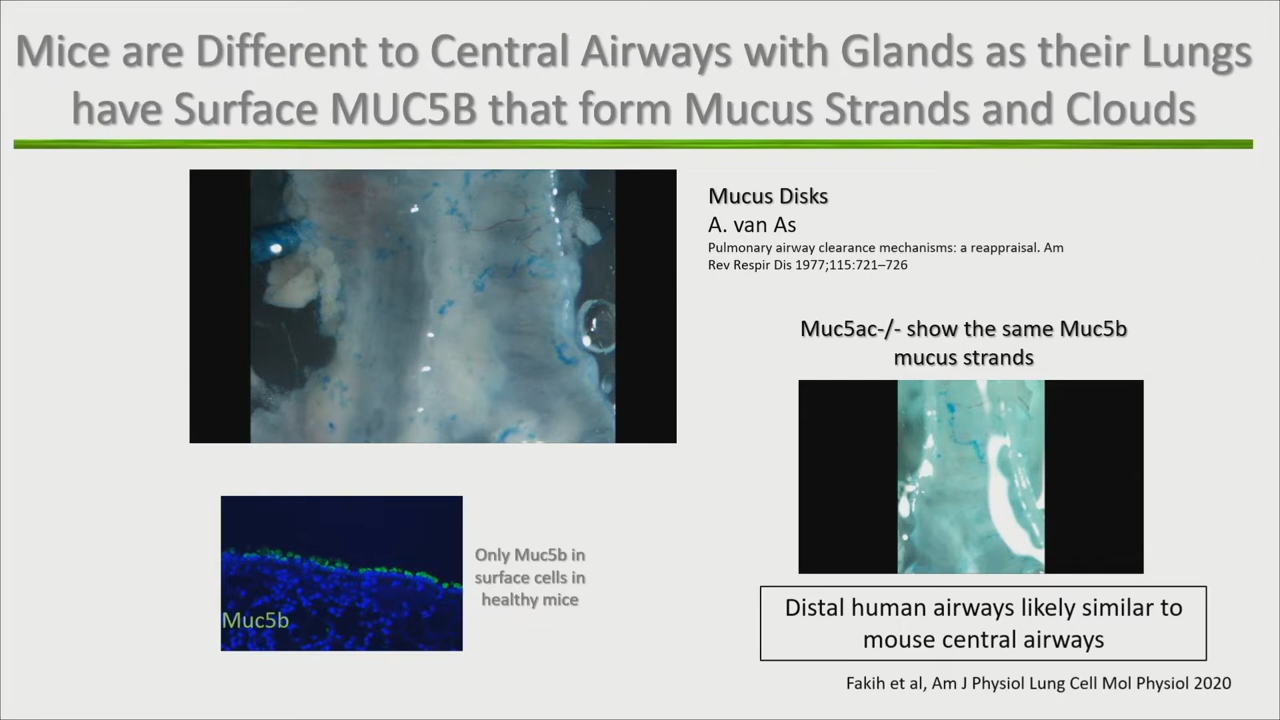 Mice are Different to Central Airways with Glands as their Lungs
have Surface MUC5B that form Mucus Strands and Clouds
Mucus Disks
A. van As
Pulmonary airway clearance mechanisms: a reappraisal. Am
Rev Respir Dis 1977;115:721–726
Muc5ac-/- show the same Muc5b
mucus strands
Only Muc5b in
surface cells in
healthy mice
Muc5b
Distal human airways likely similar to
mouse central airways
Fakih et al, Am J Physiol Lung Cell Mol Physiol 2020